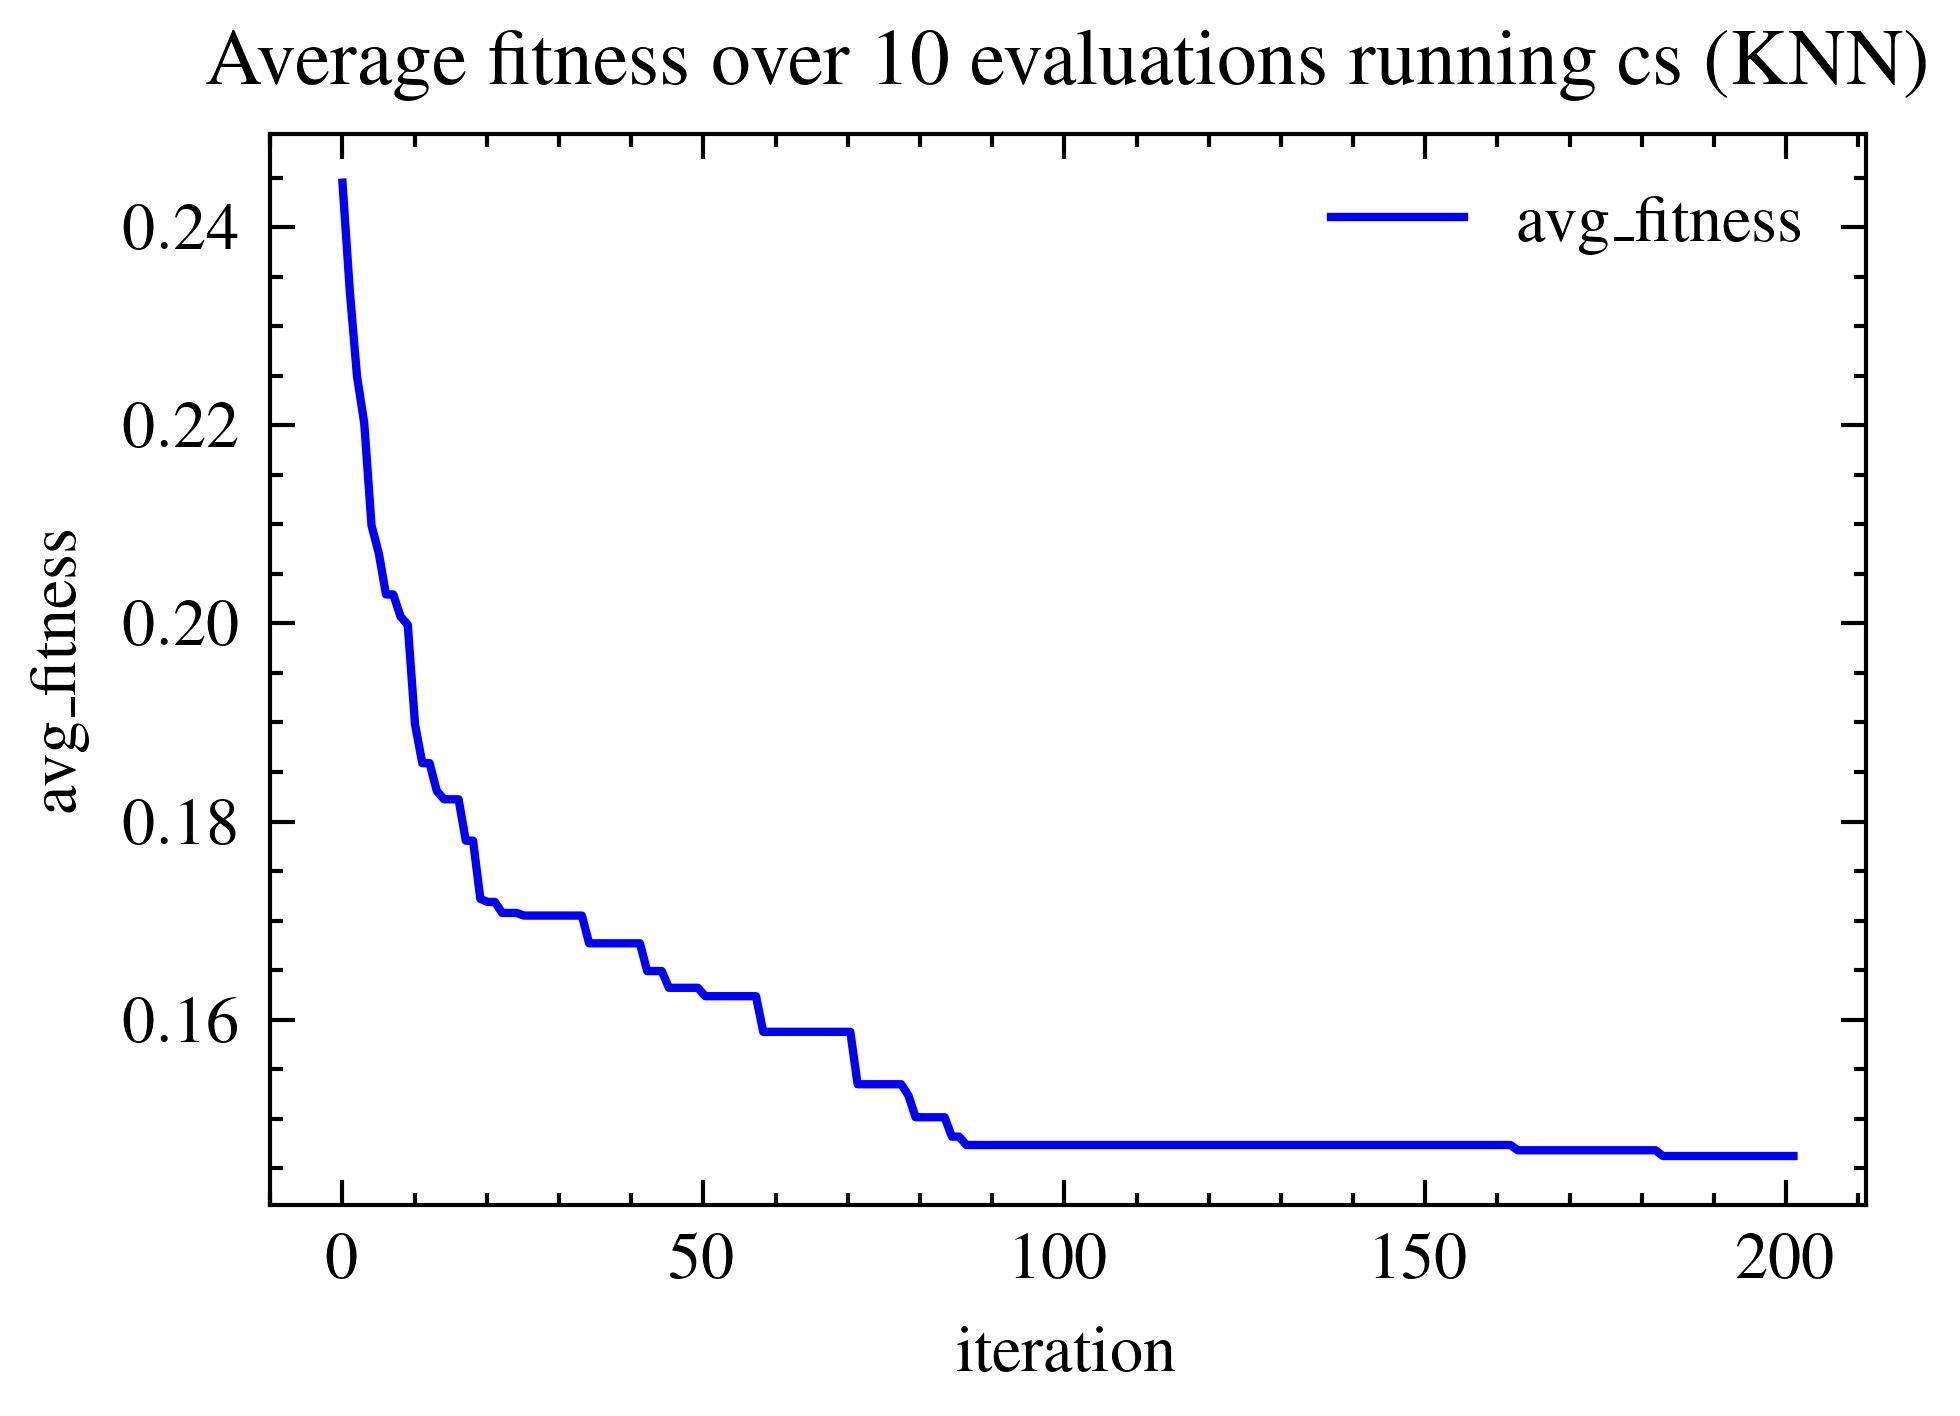 Average fitness over 10 evaluations running cs (KNN)
avg_fitness
0.24
0.22
0.20
0.18
0.16
avg_fitness
0 50 100 150 200
iteration